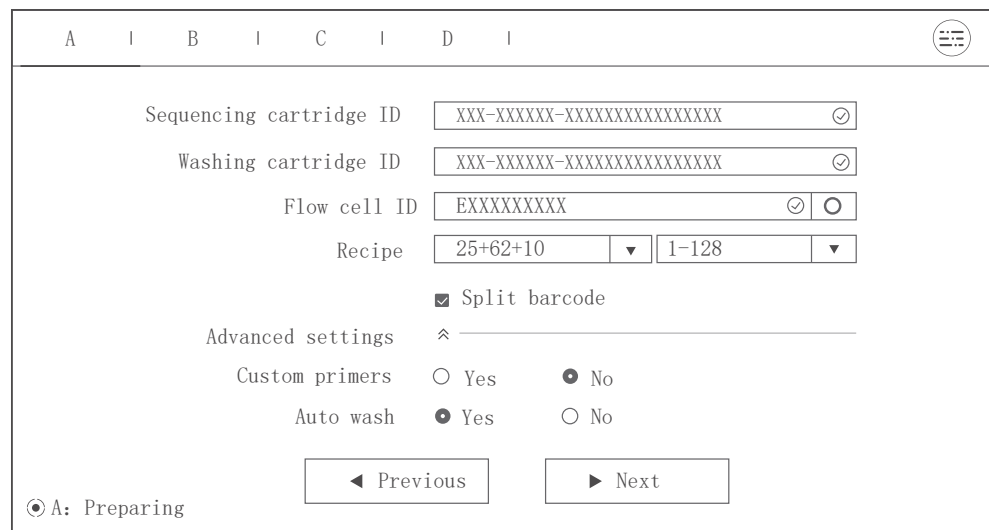 A | B | C | D |
Sequencing cartridge ID XXX-XXXXXX-XXXXXXXXXXXXXXXX
Washing cartridge ID XXX-XXXXXX-XXXXXXXXXXXXXXXX
Flow cell ID EXXXXXXXXX
Recipe 25+62+10 1-128
Split barcode
Advanced settings
Custom primers Yes No
Auto wash Yes No
Previous Next
A: Preparing